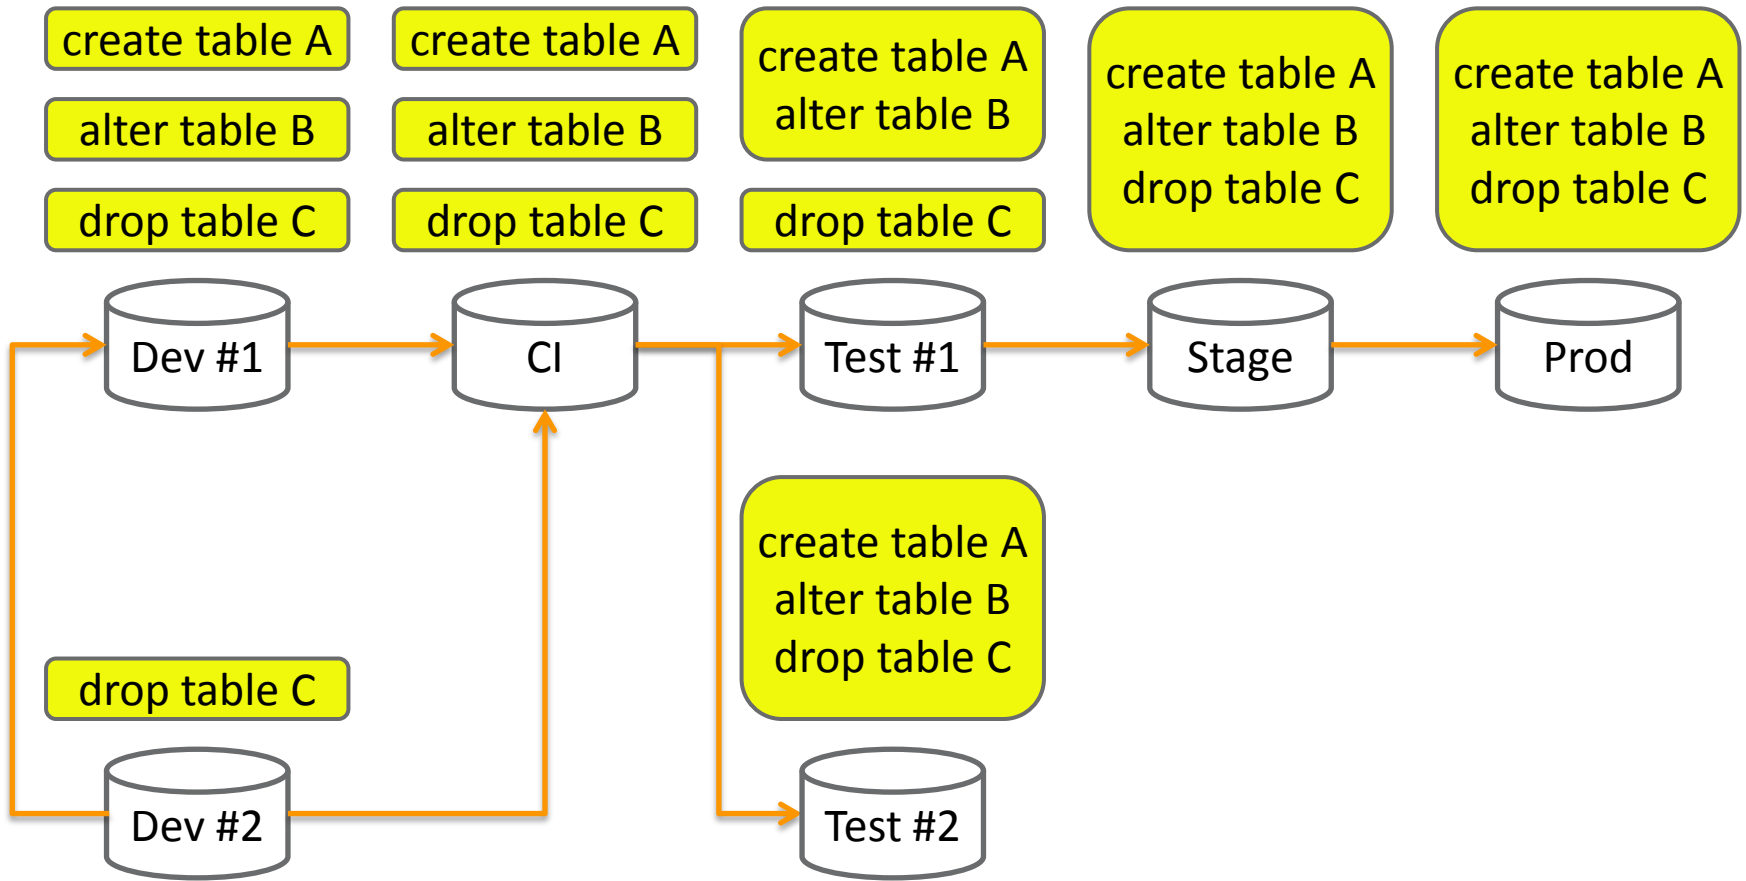 create table A
create table A
create table A
alter table B
create table A
alter table B
drop table C
create table A
alter table B
drop table C
alter table B
alter table B
drop table C
drop table C
drop table C
Dev #1
CI
Test #1
Stage
Prod
create table A
alter table B
drop table C
drop table C
Dev #2
Test #2